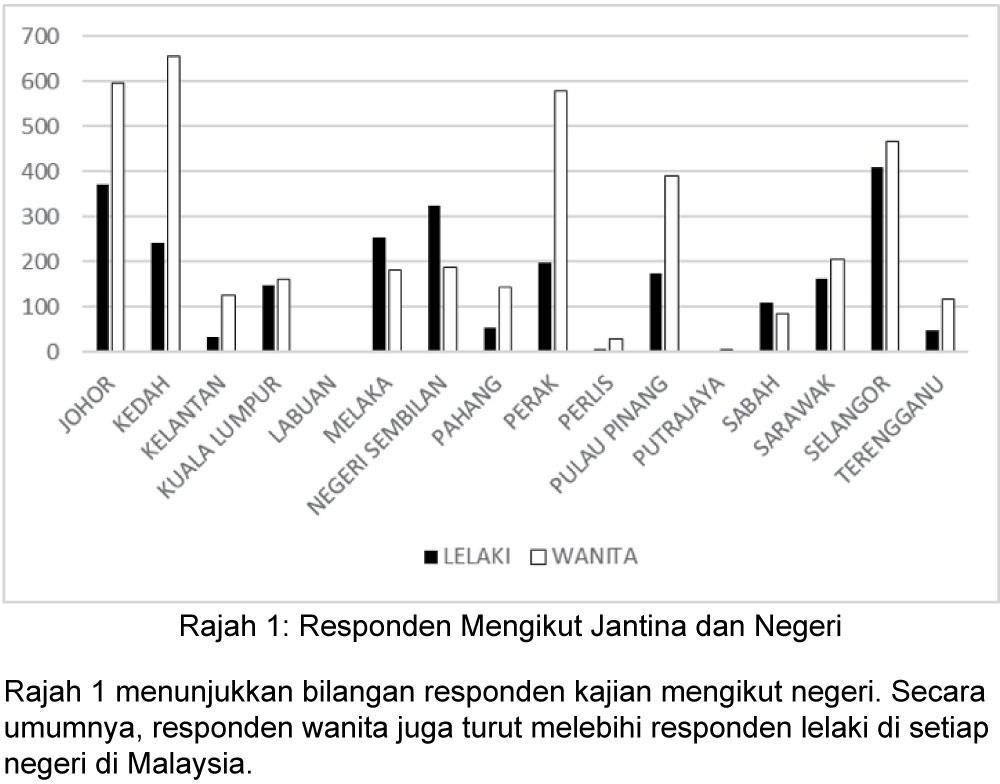 700
600
500
400
300
200
100
0
JOHOR
KEDAH
KELANTAN
KUALA LUMPUR
LABUAN
MELAKA
NEGERI SEMBILAN
PAHANG
PERAK
PERLIS
PULAU PINANG
PUTRAJAYA
SABAH
SARAWAK
SELANGOR
TERENGGANU
LELAKI WANITA
Rajah 1: Responden Mengikut Jantina dan Negeri
Rajah 1 menunjukkan bilangan responden kajian mengikut negeri. Secara
umumnya, responden wanita juga turut melebihi responden lelaki di setiap
negeri di Malaysia.